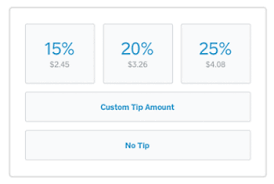 15% 20% 25%
$2.45 $3.26 $4.08
Custom Tip Amount
No Tip